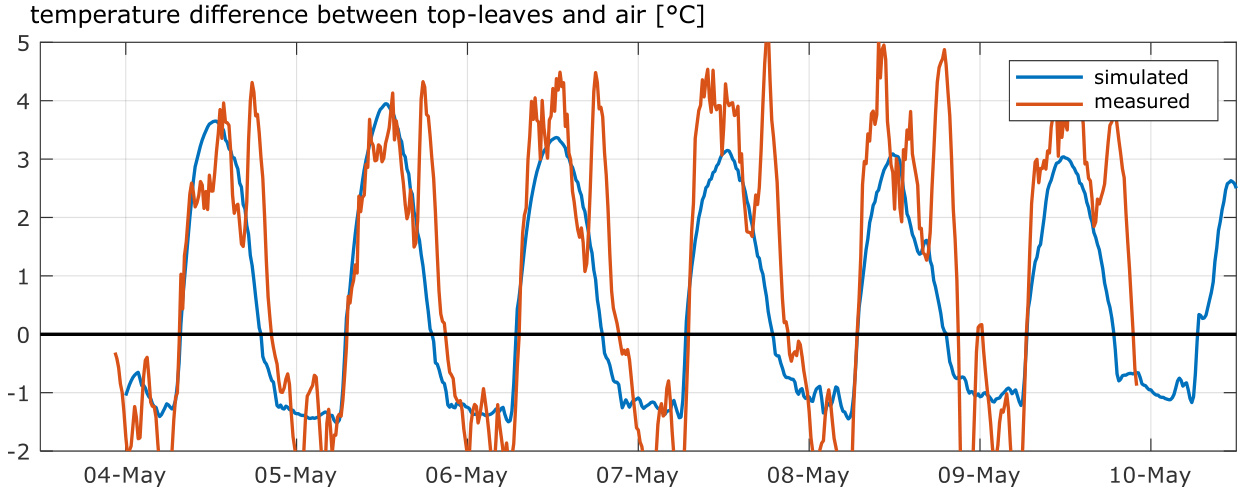 temperature difference between top-leaves and air [°C]
5
4
3
2
1
0
-1
-2
simulated
measured
04-May
05-May
06-May
07-May
08-May
09-May
10-May